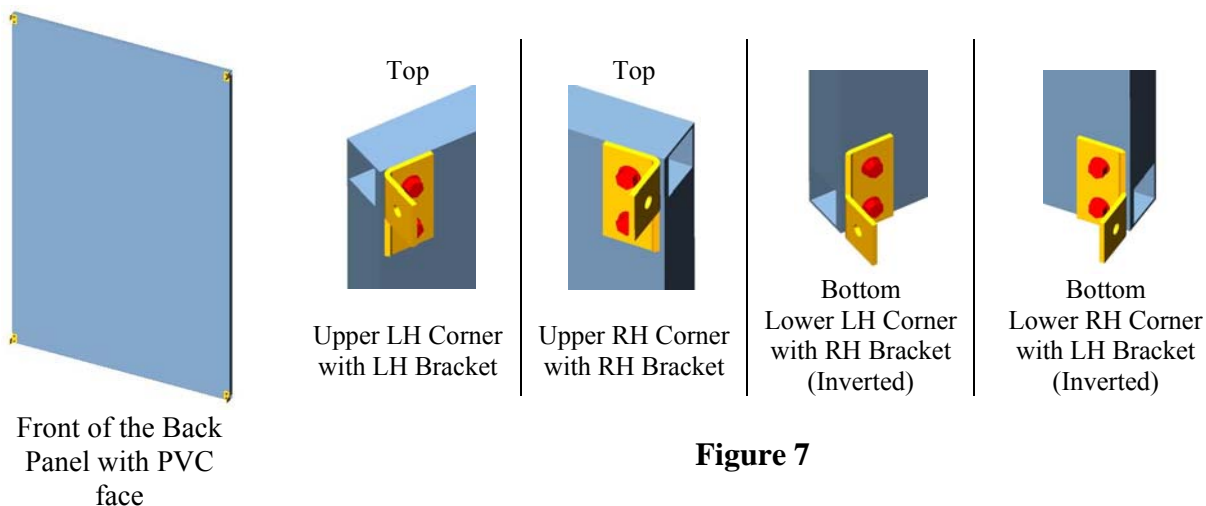 Top
Top
Upper LH Corner
with LH Bracket
Upper RH Corner
with RH Bracket
Bottom
Lower LH Corner
with RH Bracket
(Inverted)
Bottom
Lower RH Corner
with LH Bracket
(Inverted)
Front of the Back
Panel with PVC
face
Figure 7